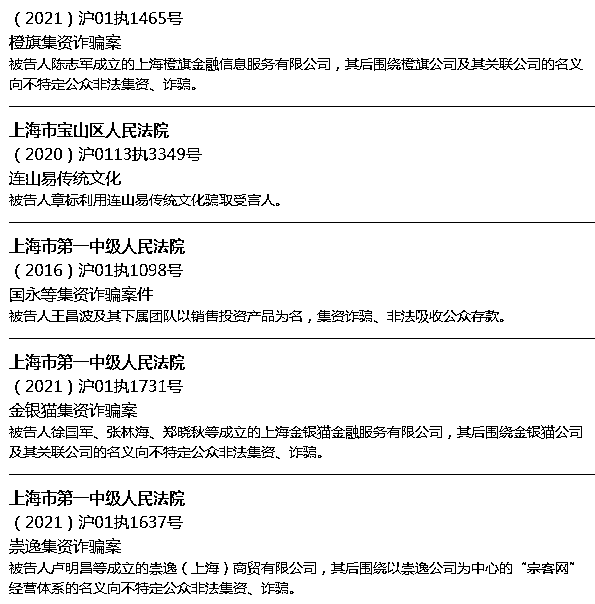 （2021）沪01执1465号
橙旗集资诈骗案
被告人陈志军成立的上海橙旗金融信息服务有限公司，其后围绕橙旗公司及其关联公司的名义
向不特定公众非法集资、诈骗。
上海市宝山区人民法院
（2020）沪0113执3349号
连山易传统文化
被告人章标利用连山易传统文化骗取受害人。
上海市第一中级人民法院
（2016）沪01执1098号
国永等集资诈骗案件
被告人王昌波及其下属团队以销售投资产品为名，集资诈骗、非法吸收公众存款。
上海市第一中级人民法院
（2021）沪01执1731号
金银猫集资诈骗案
被告人徐国军、张林海、郑晓秋等成立的上海金银猫金融服务有限公司，其后围绕金银猫公司
及其关联公司的名义向不特定公众非法集资、诈骗。
上海市第一中级人民法院
（2021）沪01执1637号
崇逸集资诈骗案
被告人卢明昌等成立的崇逸（上海）商贸有限公司，其后围绕以崇逸公司为中心的“宗客网”
经营体系的名义向不特定公众非法集资、诈骗。